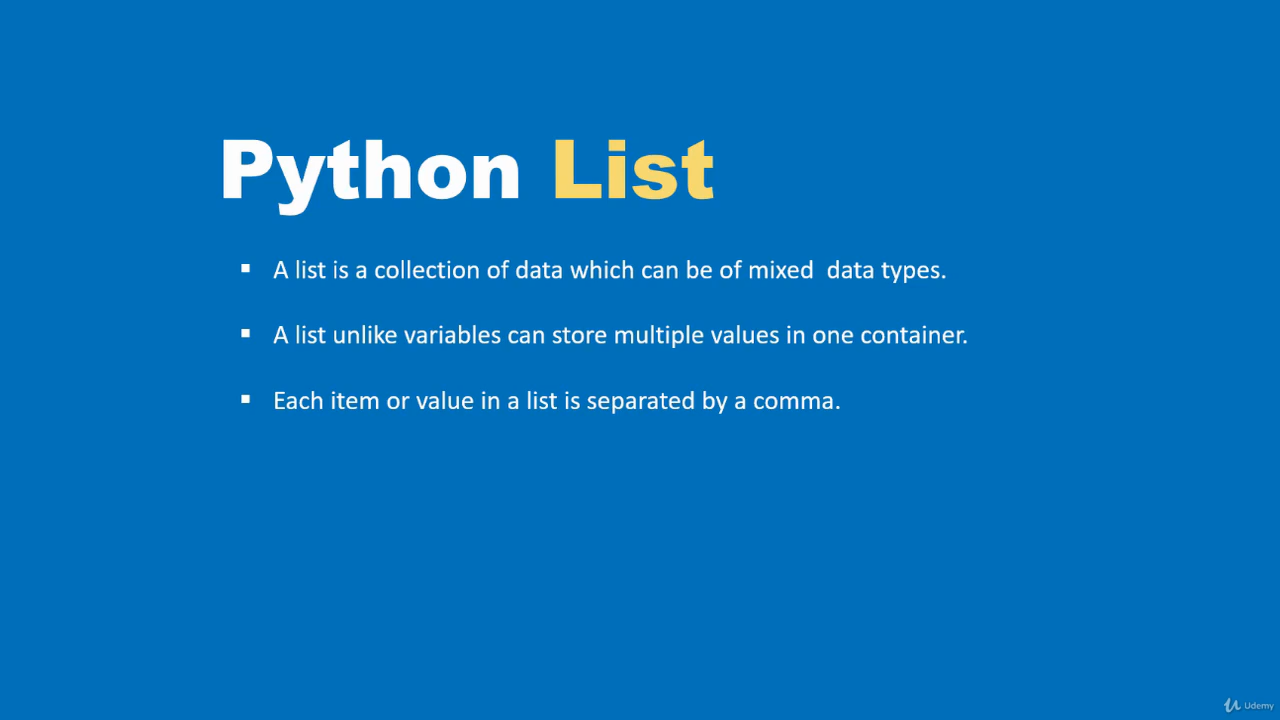 Python List
▪ A list is a collection of data which can be of mixed  data types.
▪ A list unlike variables can store multiple values in one container.
▪ Each item or value in a list is separated by a comma.
Udemy